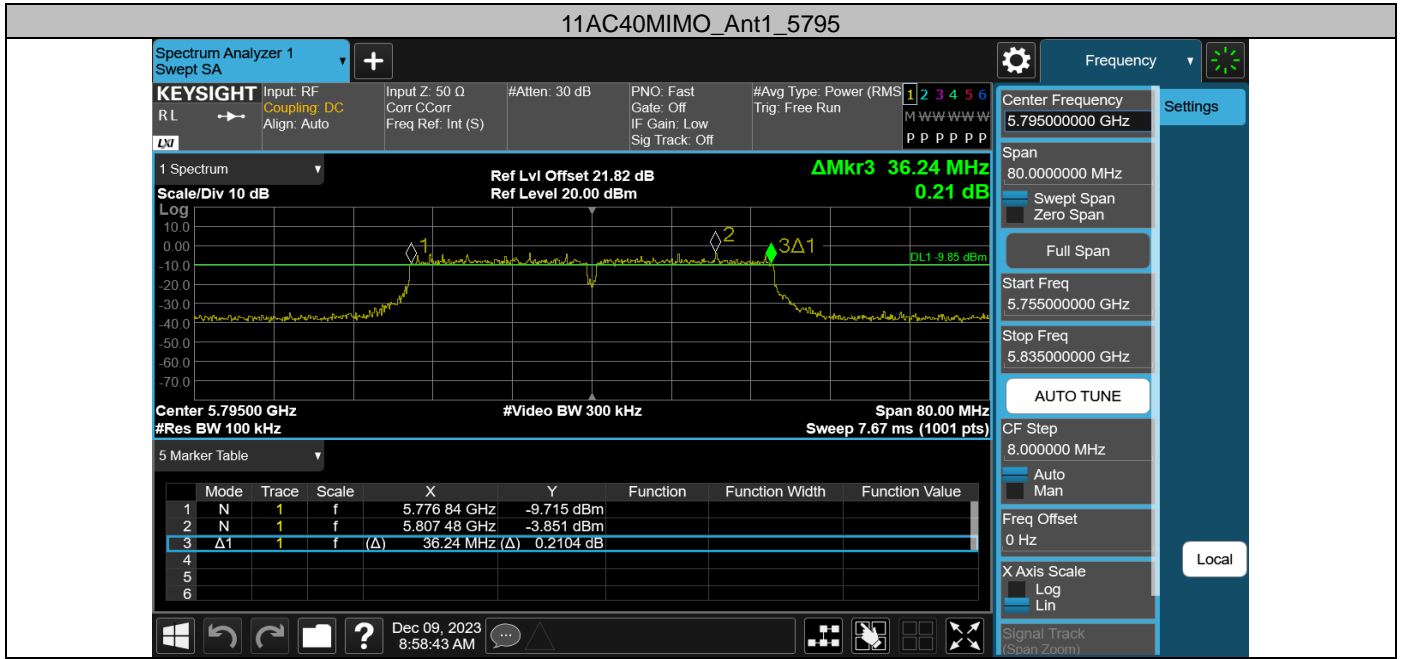 11AC40MIMO_Ant1_5795
Spectrum Analyzer 1
Swept SA
+
Frequency
KEYSIGHT
RL
LXI
Input: RF
Coupling: DC
Align: Auto
Input Z: 50 Ω
Corr CCorr
Freq Ref: Int (S)
#Atten: 30 dB
PNO: Fast
Gate: Off
IF Gain: Low
Sig Track: Off
#Avg Type: Power (RMS
Trig: Free Run
1 2 3 4 5 6
M W W W W W
P P P P P P
1 Spectrum
Scale/Div 10 dB
Ref Lvl Offset 21.82 dB
Ref Level 20.00 dBm
ΔMkr3 36.24 MHz
0.21 dB
Log
10.0
0.00
-10.0
-20.0
-30.0
-40.0
-50.0
-60.0
-70.0
1
2
3Δ1
DL1 -9.85 dBm
Center 5.79500 GHz
#Video BW 300 kHz
Span 80.00 MHz
#Res BW 100 kHz
Sweep 7.67 ms (1001 pts)
5 Marker Table
Mode Trace Scale X Y Function Function Width Function Value
1 N 1 f 5.776 84 GHz -9.715 dBm
2 N 1 f 5.807 48 GHz -3.851 dBm
3 Δ1 1 f (Δ) 36.24 MHz (Δ) 0.2104 dB
4
5
6
?
Dec 09, 2023
8:58:43 AM
Center Frequency
5.795000000 GHz
Settings
Span
80.0000000 MHz
Swept Span
Zero Span
Full Span
Start Freq
5.755000000 GHz
Stop Freq
5.835000000 GHz
AUTO TUNE
CF Step
8.000000 MHz
Auto
Man
Freq Offset
0 Hz
X Axis Scale
Log
Lin
Local
Signal Track
(Span Zoom)